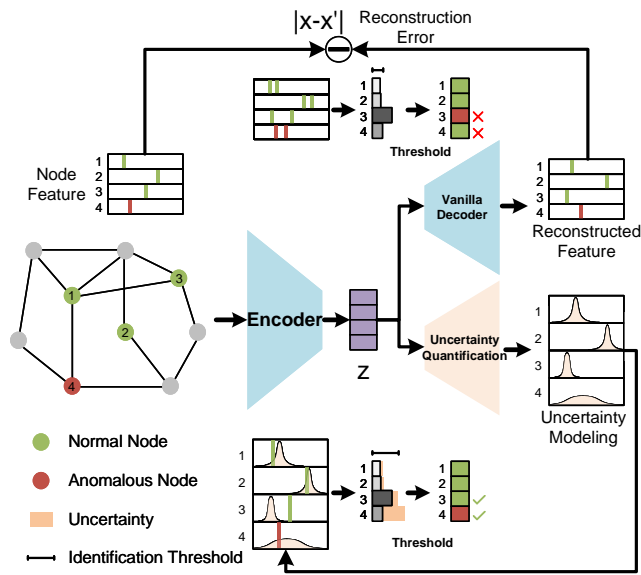 |x-x'|
Reconstruction
Error
1
2
3
4
1
2
3
4
Threshold
Node
Feature
1
2
3
4
Vanilla
Decoder
1
2
3
4
Reconstructed
Feature
1
2
3
4
Encoder
z
Uncertainty
Quantification
1
2
3
4
Uncertainty
Modeling
Normal Node
Anomalous Node
Uncertainty
Identification Threshold
1
2
3
4
1
2
3
4
1
2
3
4
Threshold